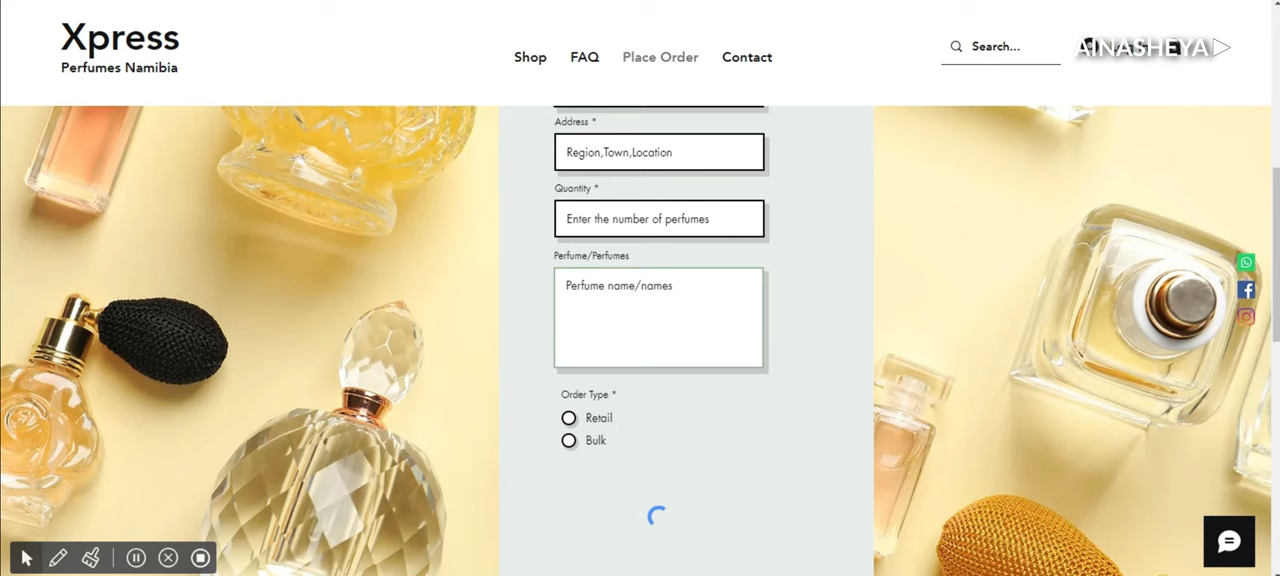 Xpress
Perfumes Namibia
Shop FAQ Place Order Contact
Search...
AINASHEYA
Address *
Region,Town,Location
Quantity *
Enter the number of perfumes
Perfume/Perfumes
Perfume name/names
Order Type *
Retail
Bulk